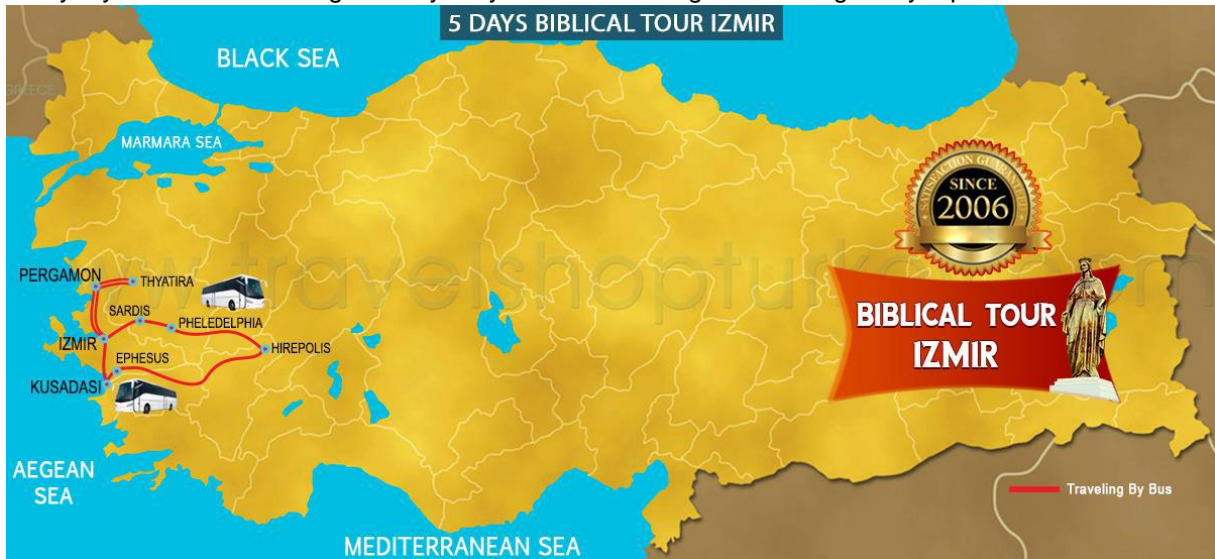 5 DAYS BIBLICAL TOUR IZMIR
BLACK SEA
GREECE
MARMARA SEA
SINCE
2006
PERGAMON
THYATIRA
SARDIS
PHELEDELPHIA
IZMIR
HIREPOLIS
EPHESUS
KUSADASI
BIBLICAL TOUR
IZMIR
AEGEAN
SEA
Traveling By Bus
MEDITERRANEAN SEA